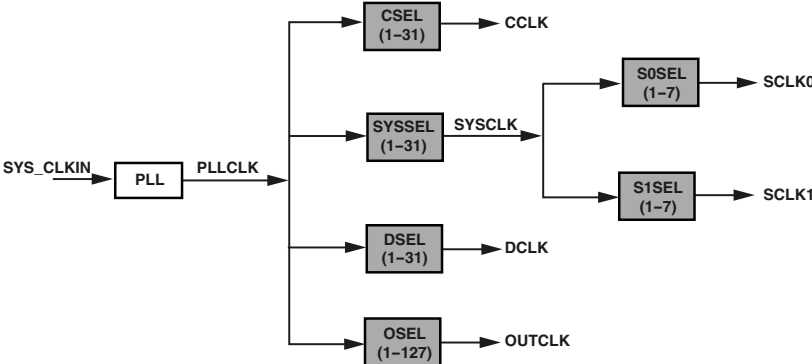 CSEL
(1–31)
CCLK
S0SEL
(1–7)
SCLK0
SYSSEL
(1–31)
SYSCLK
SYS_CLKIN
PLL
PLLCLK
S1SEL
(1–7)
SCLK1
DSEL
(1–31)
DCLK
OSEL
(1–127)
OUTCLK